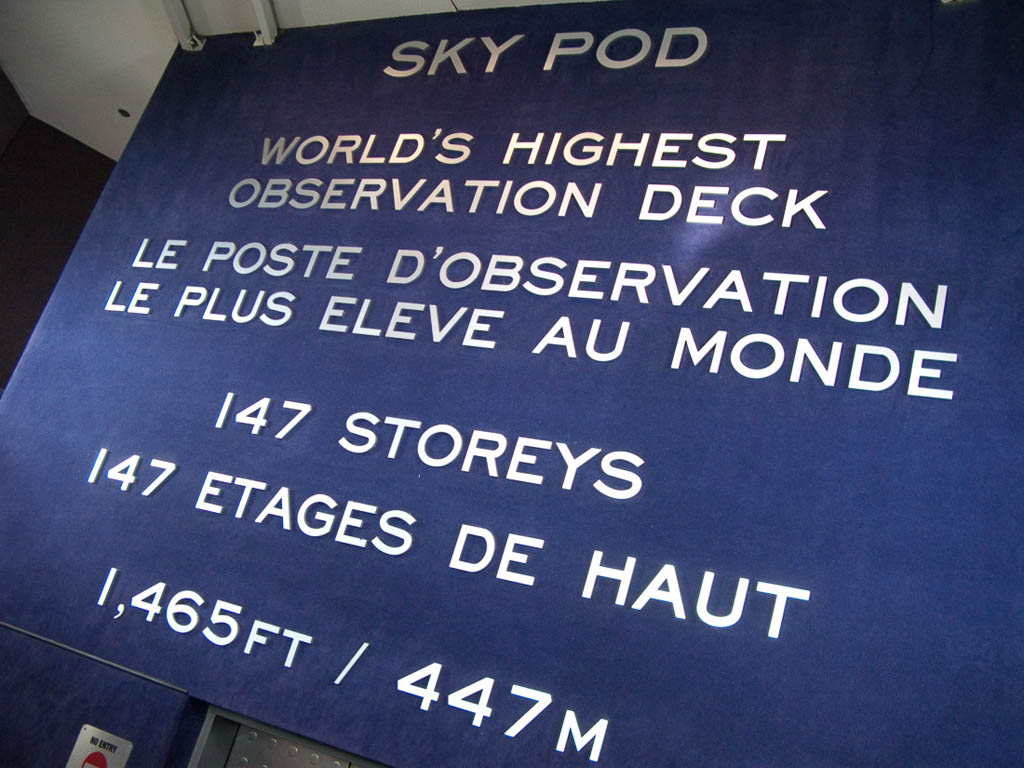 SKY POD
WORLD'S HIGHEST
OBSERVATION DECK
LE POSTE D'OBSERVATION
LE PLUS ELEVE AU MONDE
147 STOREYS
147 ETAGES DE HAUT
1,465FT / 447M
NO ENTRY